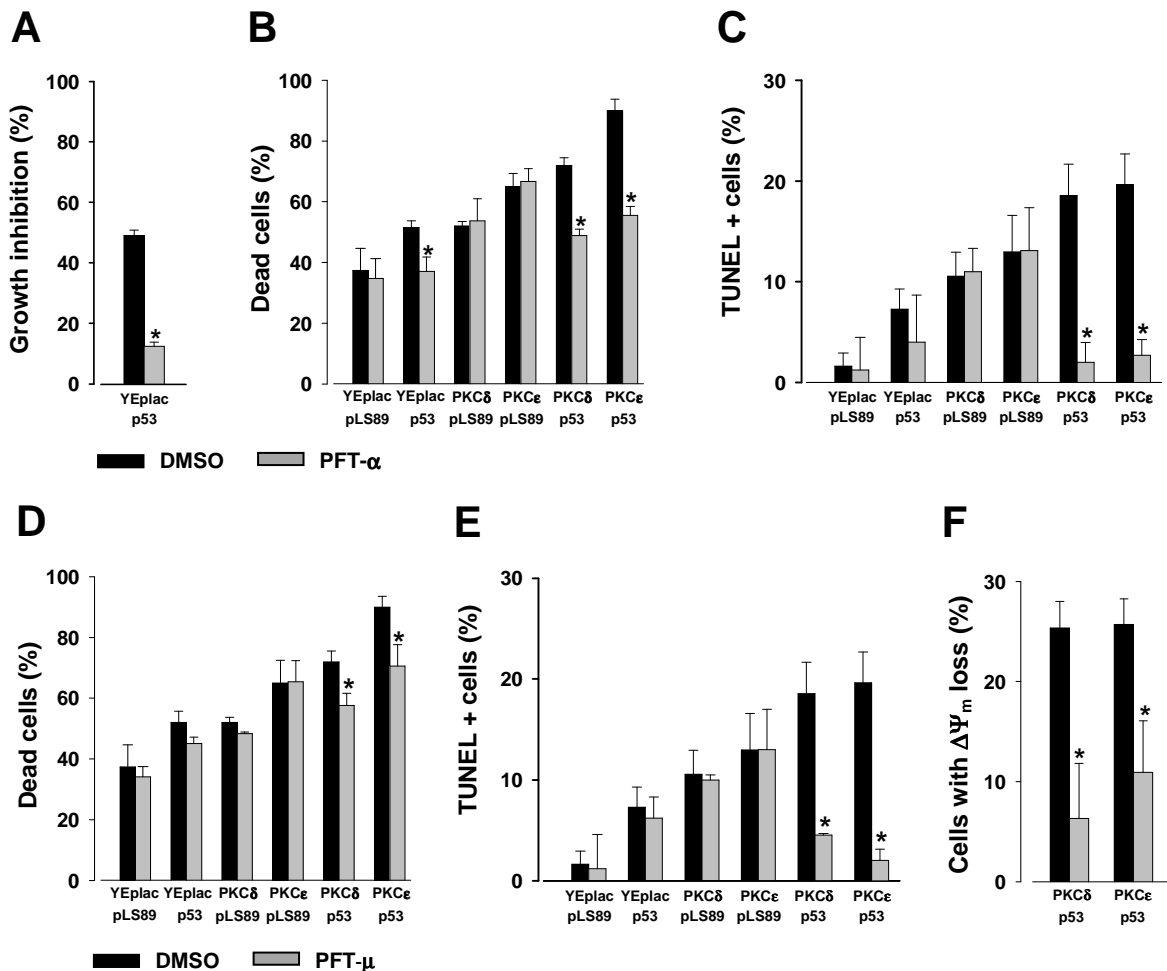 A
B
C
Growth inhibition (%)
100
80
60
40
20
0
*
YEplac
p53
Dead cells (%)
100
80
60
40
20
0
* * *
YEplac YEplac PKCδ PKCε PKCδ PKCε
pLS89 p53 pLS89 pLS89 p53 p53
TUNEL + cells (%)
30
20
10
0
* *
YEplac YEplac PKCδ PKCε PKCδ PKCε
pLS89 p53 pLS89 pLS89 p53 p53
DMSO PFT-α
D
E
F
Dead cells (%)
100
80
60
40
20
0
* *
YEplac YEplac PKCδ PKCε PKCδ PKCε
pLS89 p53 pLS89 pLS89 p53 p53
TUNEL + cells (%)
30
20
10
0
* *
YEplac YEplac PKCδ PKCε PKCδ PKCε
pLS89 p53 pLS89 pLS89 p53 p53
Cells with ΔΨm loss (%)
30
20
10
0
* *
PKCδ PKCε
p53 p53
DMSO PFT-μ